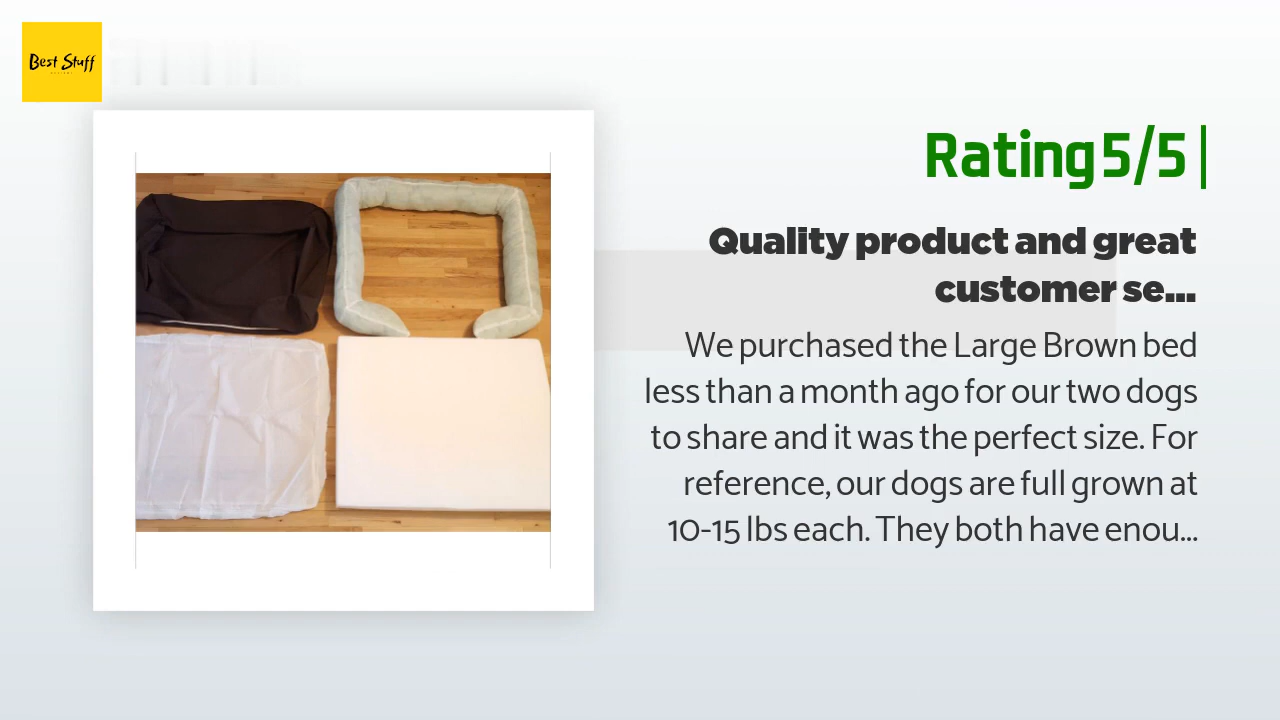 Best Stuff
Rating 5/5 |
Quality product and great
customer se...
We purchased the Large Brown bed
less than a month ago for our two dogs
to share and it was the perfect size. For
reference, our dogs are full grown at
10-15 lbs each. They both have enou...